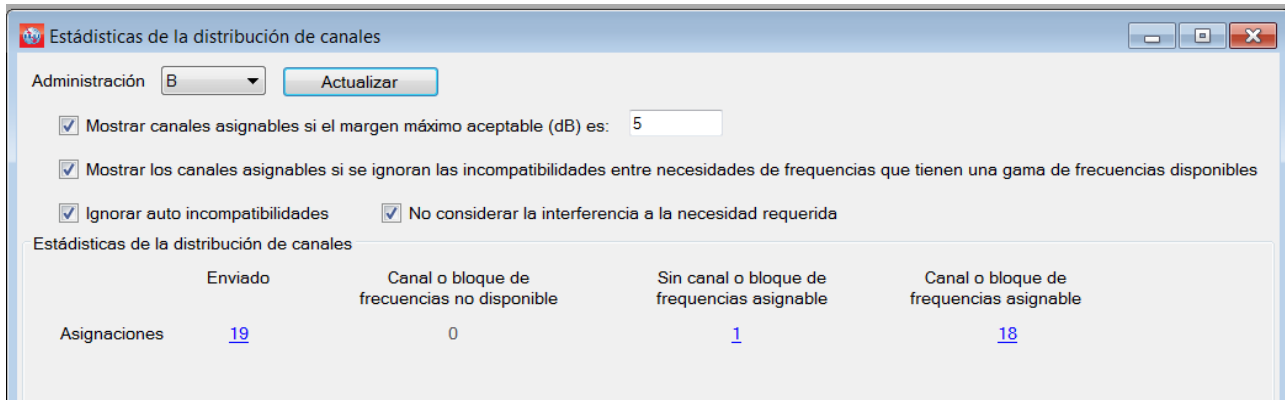 Estádisticas de la distribución de canales
Administración B Actualizar
Mostrar canales asignables si el margen máximo aceptable (dB) es: 5
Mostrar los canales asignables si se ignoran las incompatibilidades entre necesidades de frequencias que tienen una gama de frecuencias disponibles
Ignorar auto incompatibilidades No considerar la interferencia a la necesidad requerida
Estádisticas de la distribución de canales
Enviado Canal o bloque de Sin canal o bloque de Canal o bloque de
frecuencias no disponible frequencias asignable frequencias asignable
Asignaciones 19 0 1 18